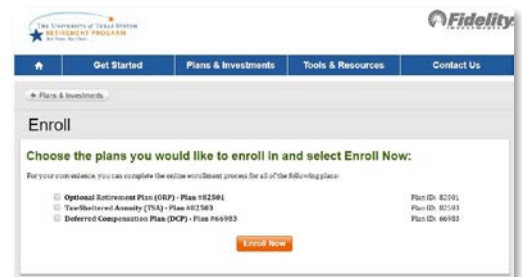 THE UNIVERSITY of TEXAS SYSTEM
RETIREMENT PROGRAM
Fidelity
INVESTMENTS
Get Started
Plans & Investments
Tools & Resources
Contact Us
Plans & Investments
Enroll
Choose the plans you would like to enroll in and select Enroll Now:
For your convenience, you can complete the online enrollment process for all of the following plans:
Optional Retirement Plan (ORP) - Plan #82501 Plan ID: 82501
Tax-Sheltered Annuity (TSA) - Plan #82503 Plan ID: 82503
Deferred Compensation Plan (DCP) - Plan #66983 Plan ID: 66983
Enroll Now